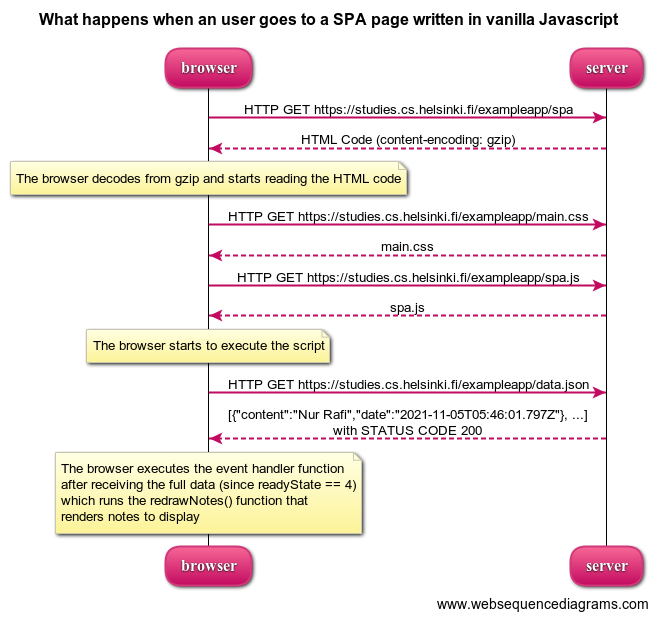 What happens when an user goes to a SPA page written in vanilla Javascript
browser
server
HTTP GET https://studies.cs.helsinki.fi/exampleapp/spa
HTML Code (content-encoding: gzip)
The browser decodes from gzip and starts reading the HTML code
HTTP GET https://studies.cs.helsinki.fi/exampleapp/main.css
main.css
HTTP GET https://studies.cs.helsinki.fi/exampleapp/spa.js
spa.js
The browser starts to execute the script
HTTP GET https://studies.cs.helsinki.fi/exampleapp/data.json
[{"content":"Nur Rafi","date":"2021-11-05T05:46:01.797Z"}, ...]
with STATUS CODE 200
The browser executes the event handler function
after receiving the full data (since readyState == 4)
which runs the redrawNotes() function that
renders notes to display
browser
server
www.websequencediagrams.com